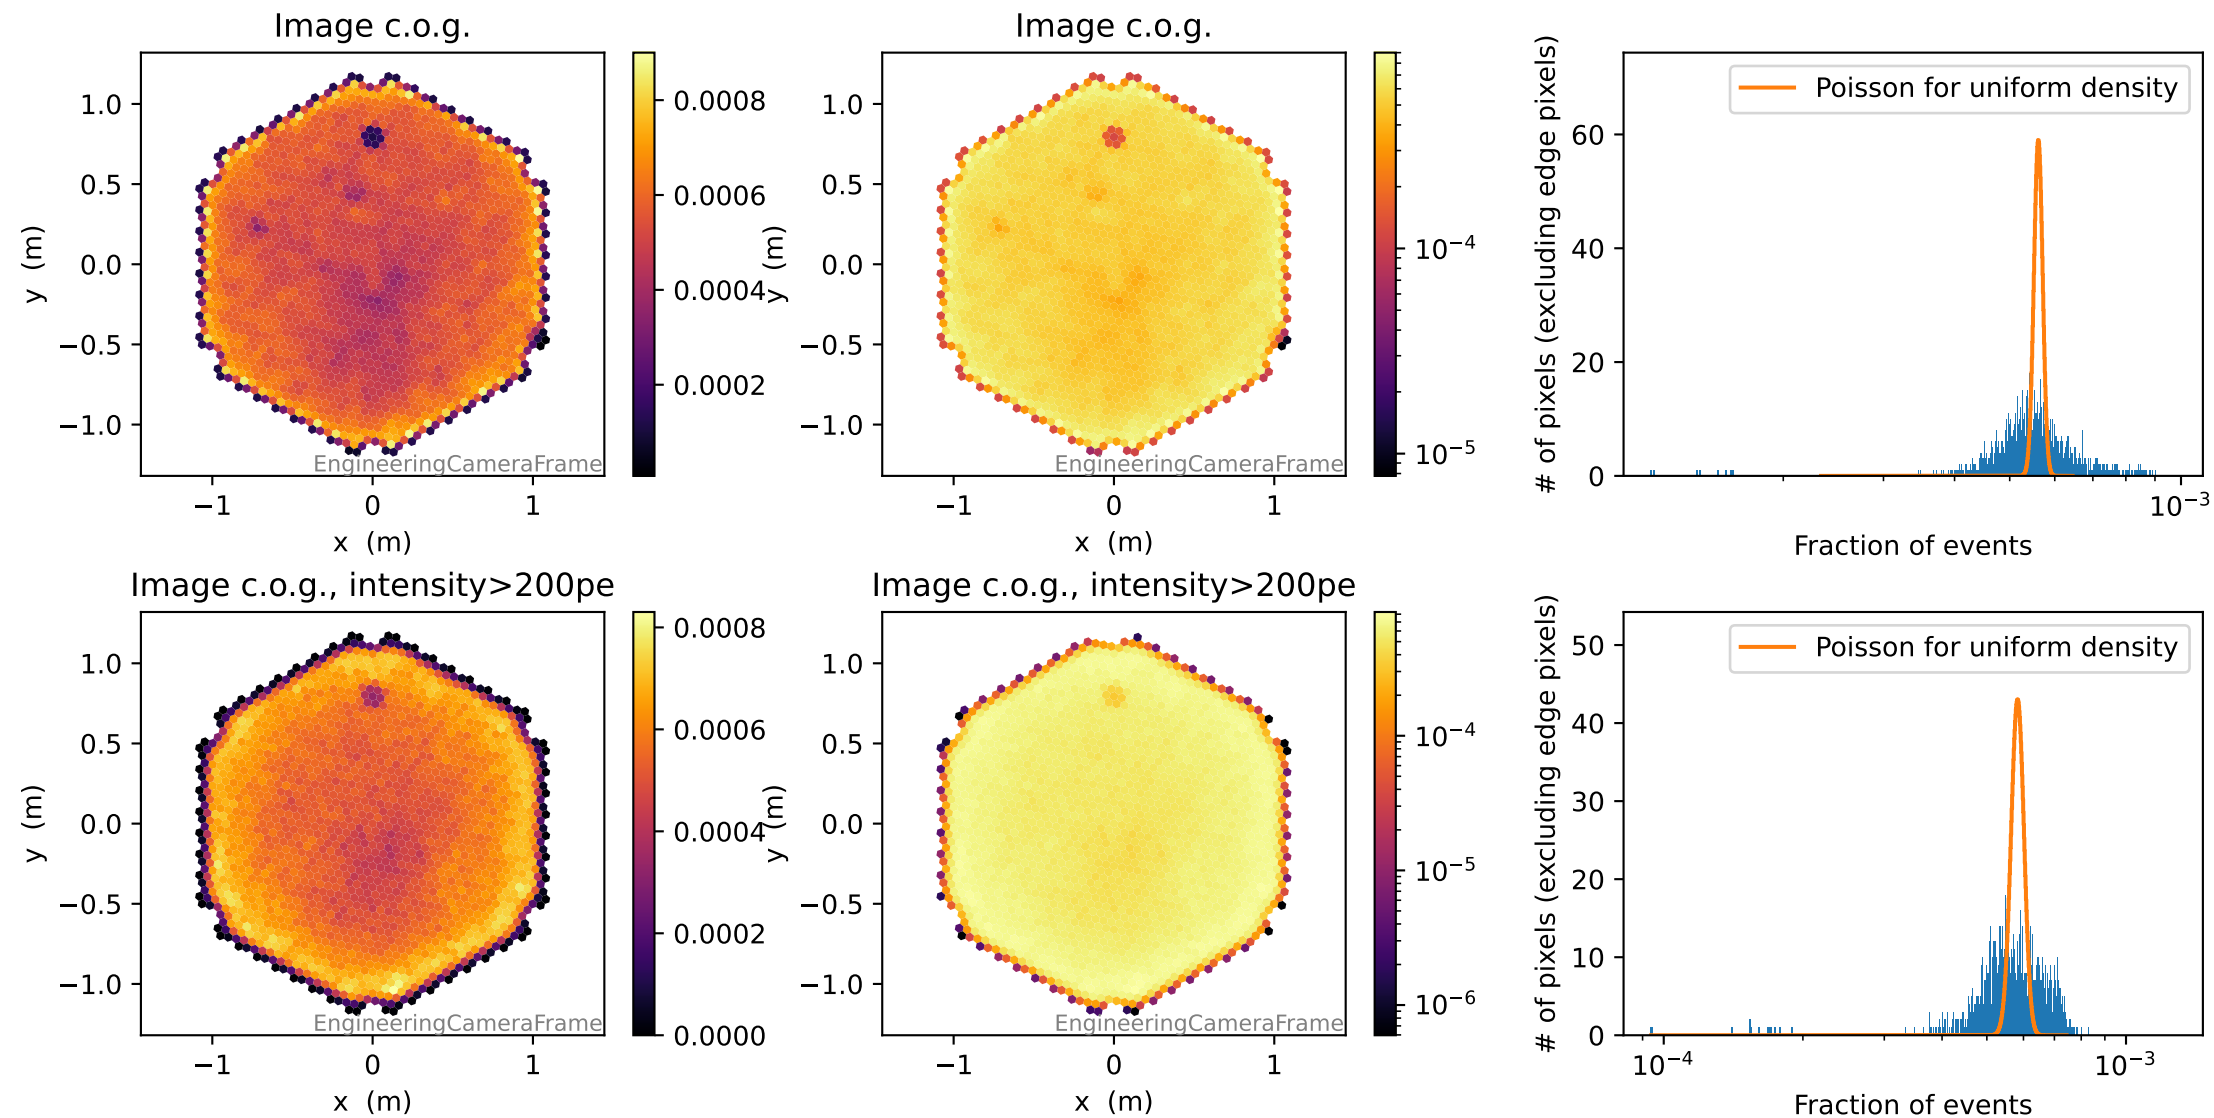 Image c.o.g.
y (m)
1.0
0.5
0.0
−0.5
−1.0
−1
0
1
x (m)
EngineeringCameraFrame
0.0008
0.0006
0.0004
0.0002
Image c.o.g.
y (m)
1.0
0.5
0.0
−0.5
−1.0
−1
0
1
x (m)
EngineeringCameraFrame
10⁻⁴
10⁻⁵
# of pixels (excluding edge pixels)
60
40
20
0
Poisson for uniform density
10⁻³
Fraction of events
Image c.o.g., intensity>200pe
y (m)
1.0
0.5
0.0
−0.5
−1.0
−1
0
1
x (m)
EngineeringCameraFrame
0.0008
0.0006
0.0004
0.0002
0.0000
Image c.o.g., intensity>200pe
y (m)
1.0
0.5
0.0
−0.5
−1.0
−1
0
1
x (m)
EngineeringCameraFrame
10⁻⁴
10⁻⁵
10⁻⁶
# of pixels (excluding edge pixels)
50
40
30
20
10
0
Poisson for uniform density
10⁻⁴
10⁻³
Fraction of events